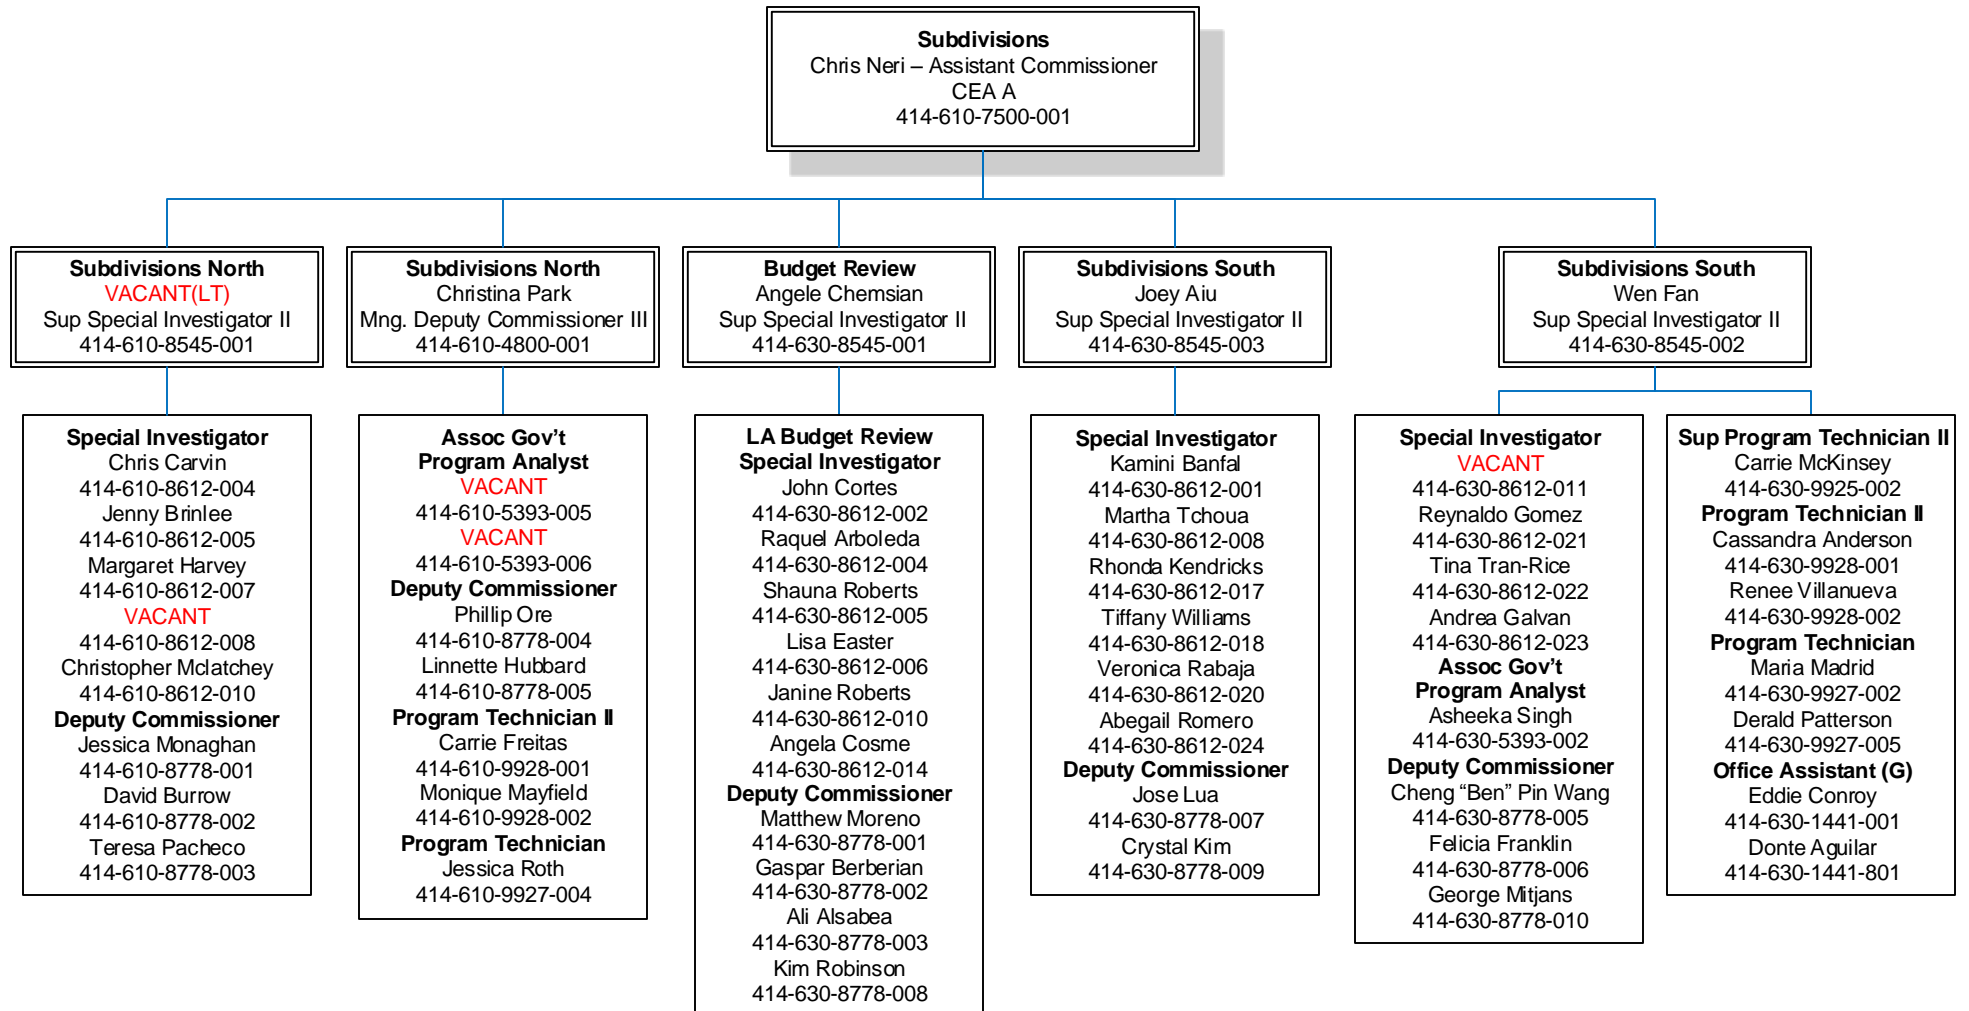 Subdivisions
Chris Neri – Assistant Commissioner
CEA A
414-610-7500-001
Subdivisions North
VACANT(LT)
Sup Special Investigator II
414-610-8545-001
Subdivisions North
Christina Park
Mng. Deputy Commissioner III
414-610-4800-001
Budget Review
Angele Chemsian
Sup Special Investigator II
414-630-8545-001
Subdivisions South
Joey Aiu
Sup Special Investigator II
414-630-8545-003
Subdivisions South
Wen Fan
Sup Special Investigator II
414-630-8545-002
Special Investigator
Chris Carvin
414-610-8612-004
Jenny Brinlee
414-610-8612-005
Margaret Harvey
414-610-8612-007
VACANT
414-610-8612-008
Christopher Mclatchey
414-610-8612-010
Deputy Commissioner
Jessica Monaghan
414-610-8778-001
David Burrow
414-610-8778-002
Teresa Pacheco
414-610-8778-003
Assoc Gov’t
Program Analyst
VACANT
414-610-5393-005
VACANT
414-610-5393-006
Deputy Commissioner
Phillip Ore
414-610-8778-004
Linnette Hubbard
414-610-8778-005
Program Technician II
Carrie Freitas
414-610-9928-001
Monique Mayfield
414-610-9928-002
Program Technician
Jessica Roth
414-610-9927-004
LA Budget Review
Special Investigator
John Cortes
414-630-8612-002
Raquel Arboleda
414-630-8612-004
Shauna Roberts
414-630-8612-005
Lisa Easter
414-630-8612-006
Janine Roberts
414-630-8612-010
Angela Cosme
414-630-8612-014
Deputy Commissioner
Matthew Moreno
414-630-8778-001
Gaspar Berberian
414-630-8778-002
Ali Alsabea
414-630-8778-003
Kim Robinson
414-630-8778-008
Special Investigator
Kamini Banfal
414-630-8612-001
Martha Tchoua
414-630-8612-008
Rhonda Kendricks
414-630-8612-017
Tiffany Williams
414-630-8612-018
Veronica Rabaja
414-630-8612-020
Abegail Romero
414-630-8612-024
Deputy Commissioner
Jose Lua
414-630-8778-007
Crystal Kim
414-630-8778-009
Special Investigator
VACANT
414-630-8612-011
Reynaldo Gomez
414-630-8612-021
Tina Tran-Rice
414-630-8612-022
Andrea Galvan
414-630-8612-023
Assoc Gov’t
Program Analyst
Asheeka Singh
414-630-5393-002
Deputy Commissioner
Cheng “Ben” Pin Wang
414-630-8778-005
Felicia Franklin
414-630-8778-006
George Mitjans
414-630-8778-010
Sup Program Technician II
Carrie McKinsey
414-630-9925-002
Program Technician II
Cassandra Anderson
414-630-9928-001
Renee Villanueva
414-630-9928-002
Program Technician
Maria Madrid
414-630-9927-002
Derald Patterson
414-630-9927-005
Office Assistant (G)
Eddie Conroy
414-630-1441-001
Donte Aguilar
414-630-1441-801